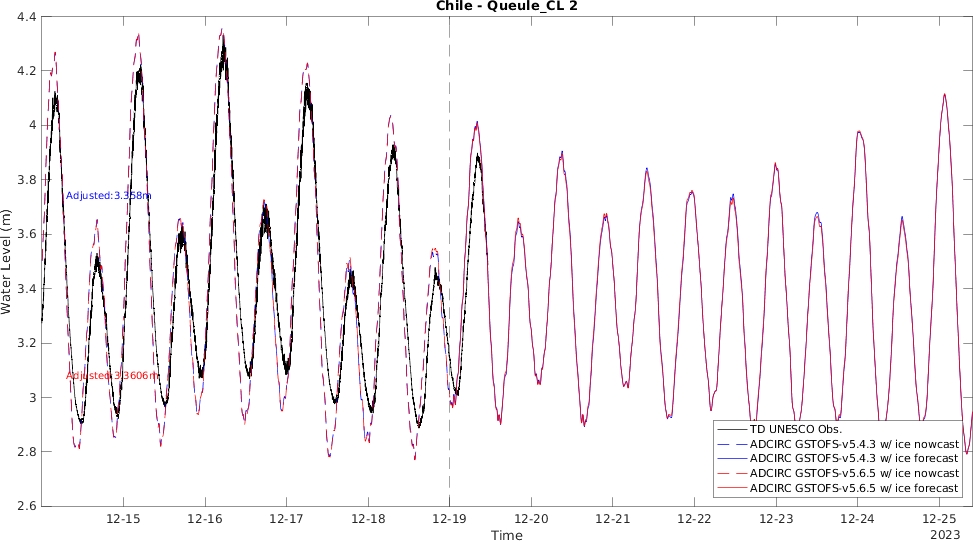 Chile - Queule_CL 2
4.4
4.2
4
3.8
3.6
3.4
3.2
3
2.8
2.6
Water Level (m)
Adjusted:3.358m
Adjusted:3.3606m
TD UNESCO Obs.
ADCIRC GSTOFS-v5.4.3 w/ ice nowcast
ADCIRC GSTOFS-v5.4.3 w/ ice forecast
ADCIRC GSTOFS-v5.6.5 w/ ice nowcast
ADCIRC GSTOFS-v5.6.5 w/ ice forecast
12-15 12-16 12-17 12-18 12-19 12-20 12-21 12-22 12-23 12-24 12-25
Time
2023